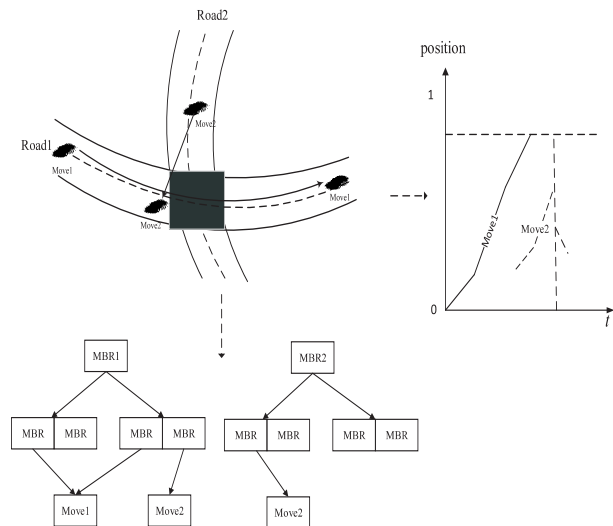 Road2
position
1
Move2
Road1
Move1
Move1
Move2
Move1
Move2
0
t
MBR1
MBR2
MBR MBR
MBR MBR
MBR MBR
MBR MBR
Move1
Move2
Move2